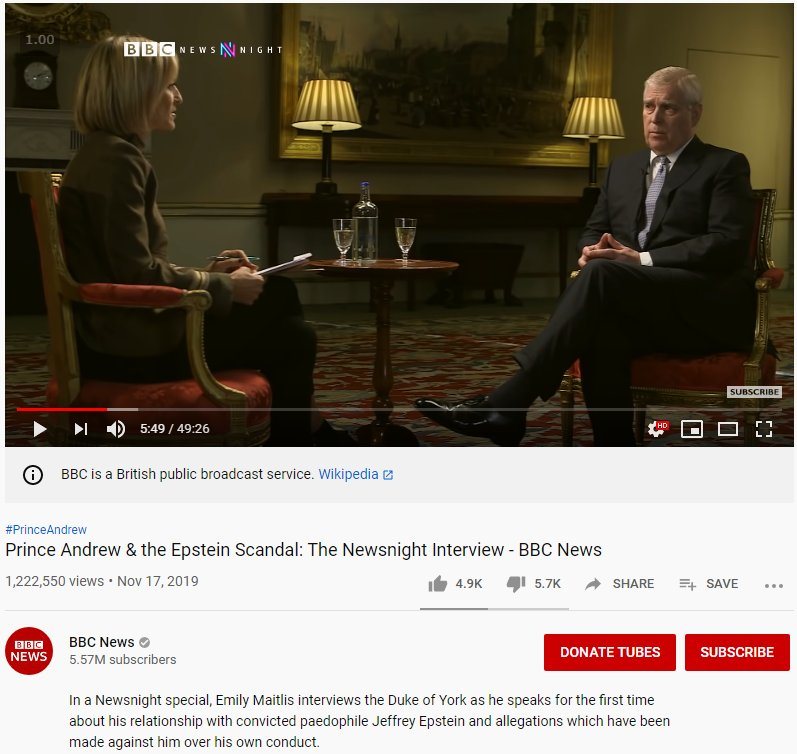 1.00
BBC NEWSNIGHT
SUBSCRIBE
5:49 / 49:26
HD
BBC is a British public broadcast service. Wikipedia
#PrinceAndrew
Prince Andrew & the Epstein Scandal: The Newsnight Interview - BBC News
1,222,550 views • Nov 17, 2019
4.9K 5.7K SHARE SAVE
BBC NEWS
BBC News
5.57M subscribers
DONATE TUBES
SUBSCRIBE
In a Newsnight special, Emily Maitlis interviews the Duke of York as he speaks for the first time
about his relationship with convicted paedophile Jeffrey Epstein and allegations which have been
made against him over his own conduct.